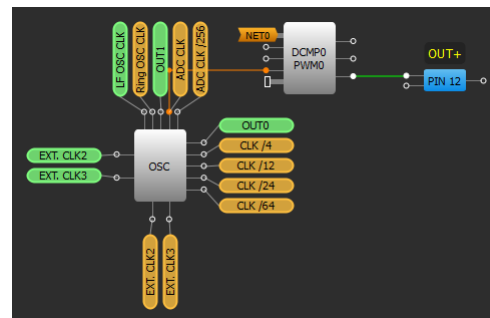 LF OSC CLK
Ring OSC CLK
OUT1
ADC CLK
ADC CLK /256
NET0
DCMP0
PWM0
OUT+
PIN 12
EXT. CLK2
EXT. CLK3
OSC
OUT0
CLK /4
CLK /12
CLK /24
CLK /64
EXT. CLK2
EXT. CLK3